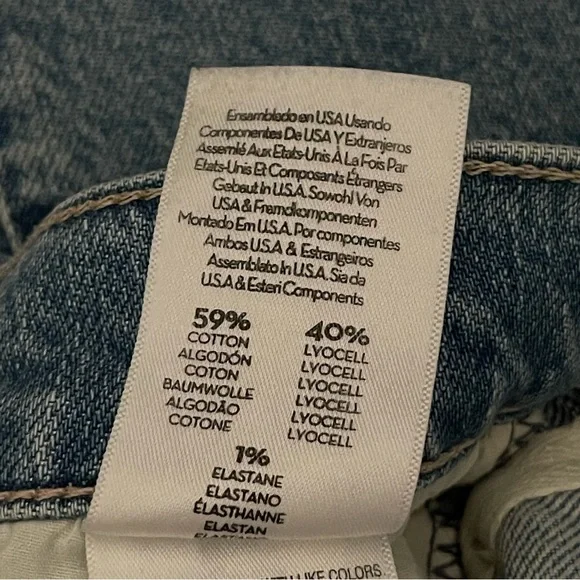 Ensamblado en USA Usando
Componentes De USA Y Extranjeros
Assemlé Aux Etats-Unis À La Fois Par
Etats-Unis Et Composants Étrangers
Gebaut In U.S.A. Sowohl Von
USA & Fremdkomponenten
Montado Em U.S.A. Por componentes
Ambos U.S.A & Estrangeiros
Assemblato In U.S.A. Sia da
U.S.A & Esteri Components
59%
COTTON
ALGODÓN
COTON
BAUMWOLLE
ALGODÃO
COTONE
40%
LYOCELL
LYOCELL
LYOCELL
LYOCELL
LYOCELL
LYOCELL
1%
ELASTANE
ELASTANO
ÉLASTHANNE
ELASTAN
LIKE COLORS